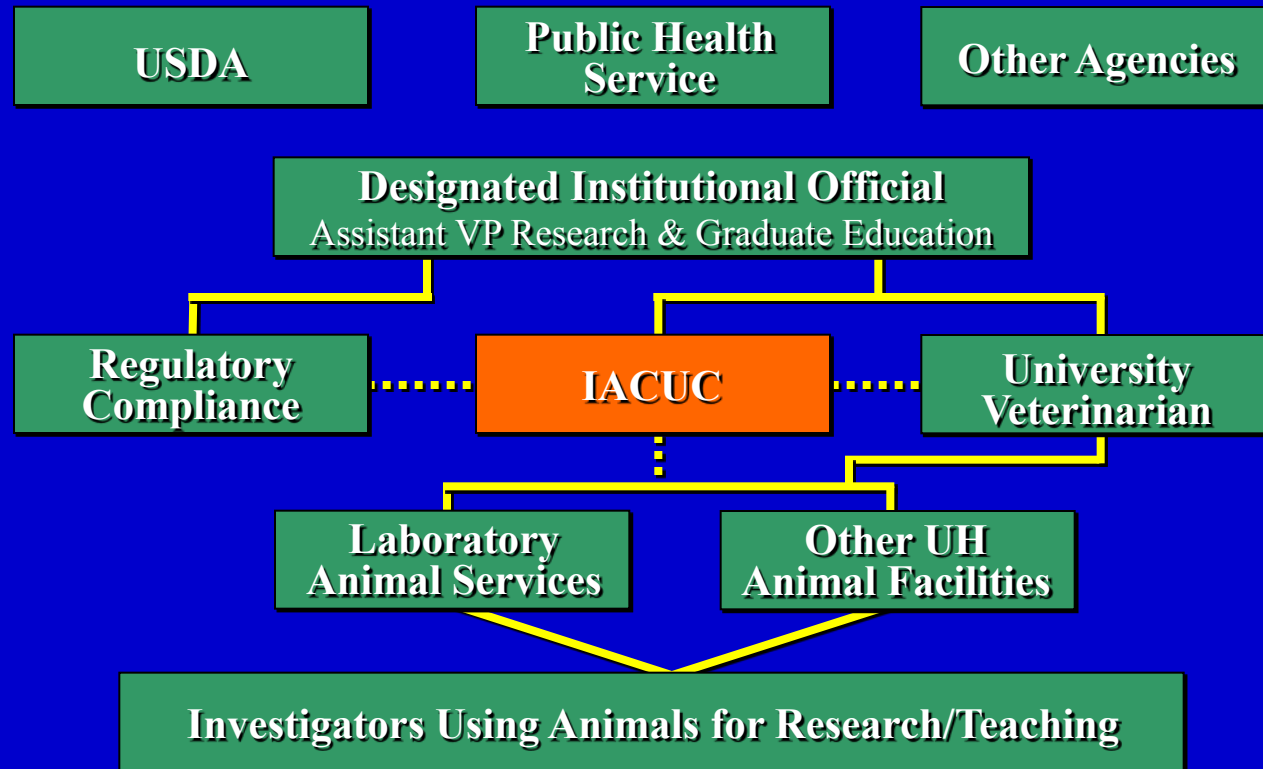 USDA
Public Health
Service
Other Agencies
Designated Institutional Official
Assistant VP Research & Graduate Education
Regulatory
Compliance
IACUC
University
Veterinarian
Laboratory
Animal Services
Other UH
Animal Facilities
Investigators Using Animals for Research/Teaching